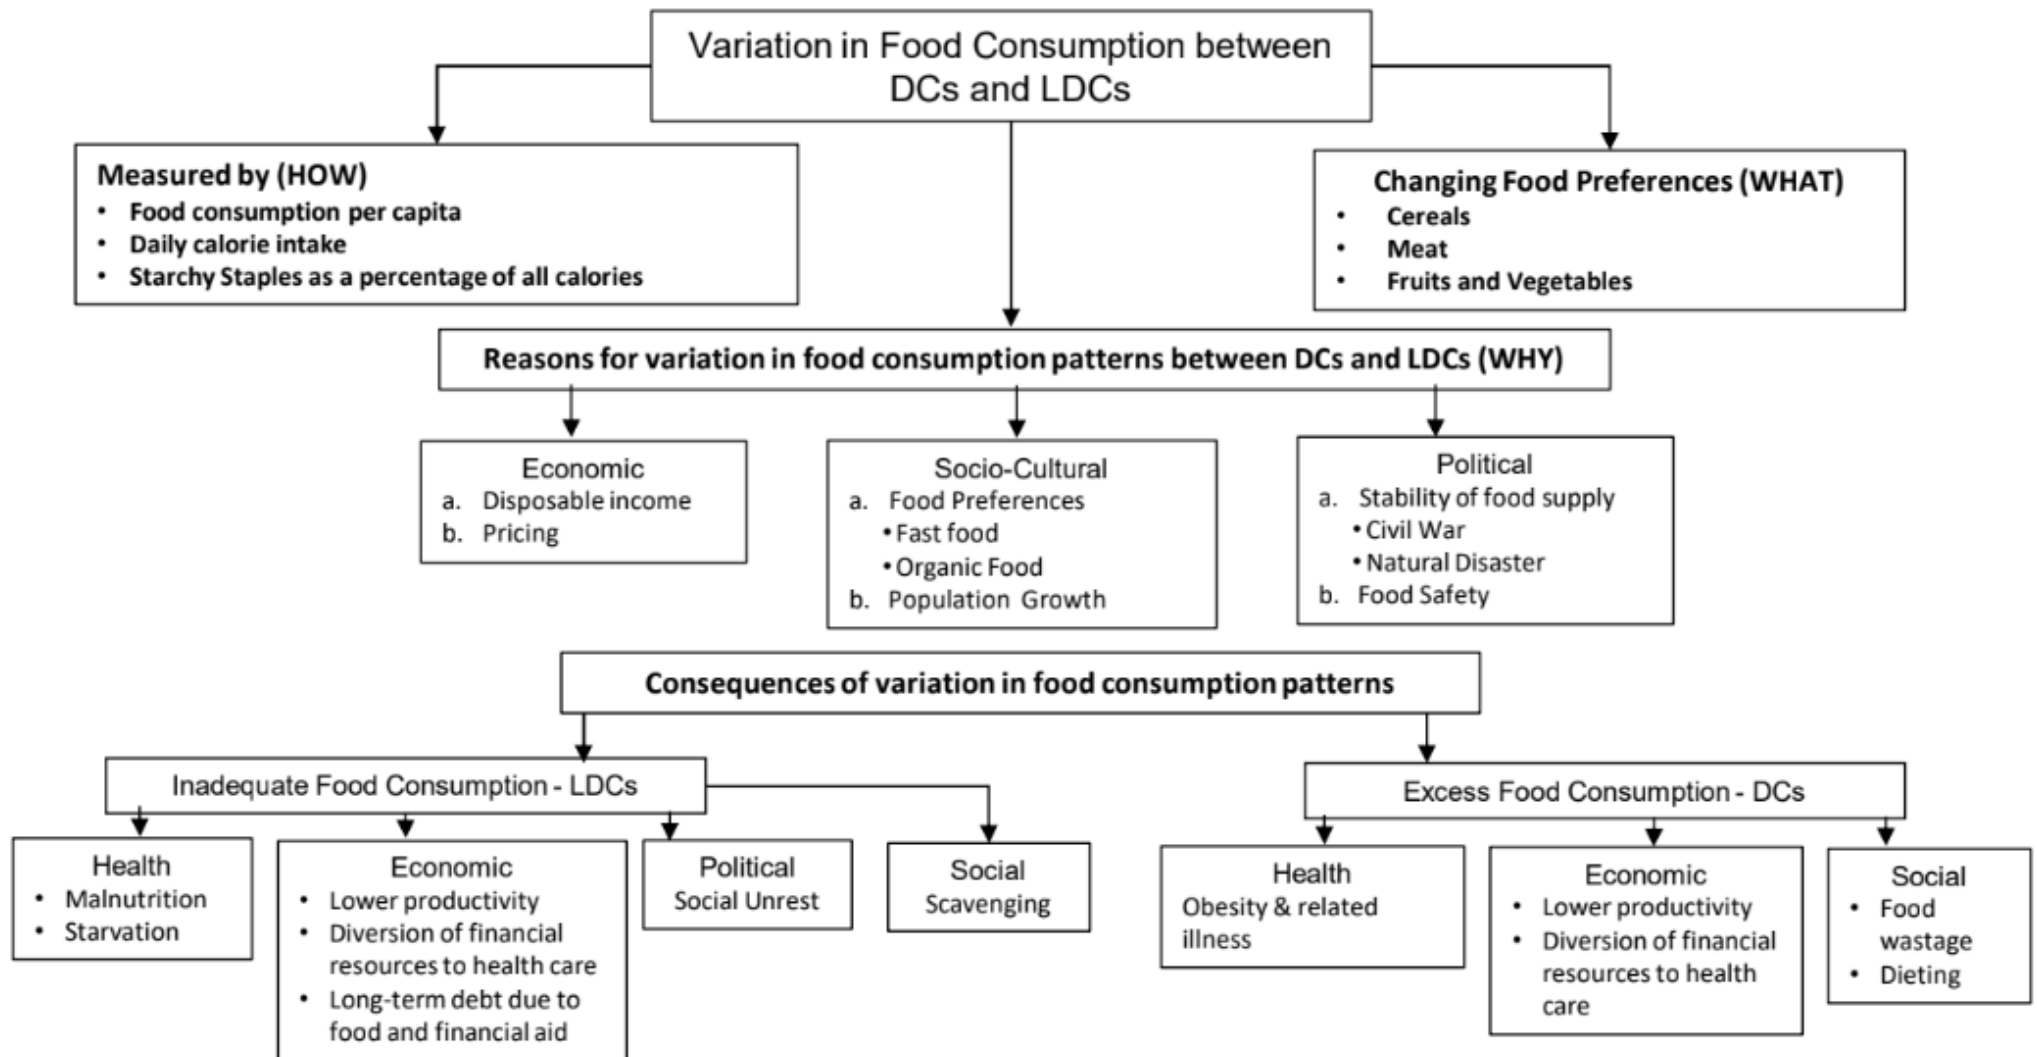 Variation in Food Consumption between
DCs and LDCs
Measured by (HOW)
• Food consumption per capita
• Daily calorie intake
• Starchy Staples as a percentage of all calories
Changing Food Preferences (WHAT)
• Cereals
• Meat
• Fruits and Vegetables
Reasons for variation in food consumption patterns between DCs and LDCs (WHY)
Economic
a. Disposable income
b. Pricing
Socio-Cultural
a. Food Preferences
• Fast food
• Organic Food
b. Population Growth
Political
a. Stability of food supply
• Civil War
• Natural Disaster
b. Food Safety
Consequences of variation in food consumption patterns
Inadequate Food Consumption - LDCs
Health
• Malnutrition
• Starvation
Economic
• Lower productivity
• Diversion of financial
resources to health care
• Long-term debt due to
food and financial aid
Political
Social Unrest
Social
Scavenging
Excess Food Consumption - DCs
Health
Obesity & related
illness
Economic
• Lower productivity
• Diversion of financial
resources to health
care
Social
• Food
wastage
• Dieting